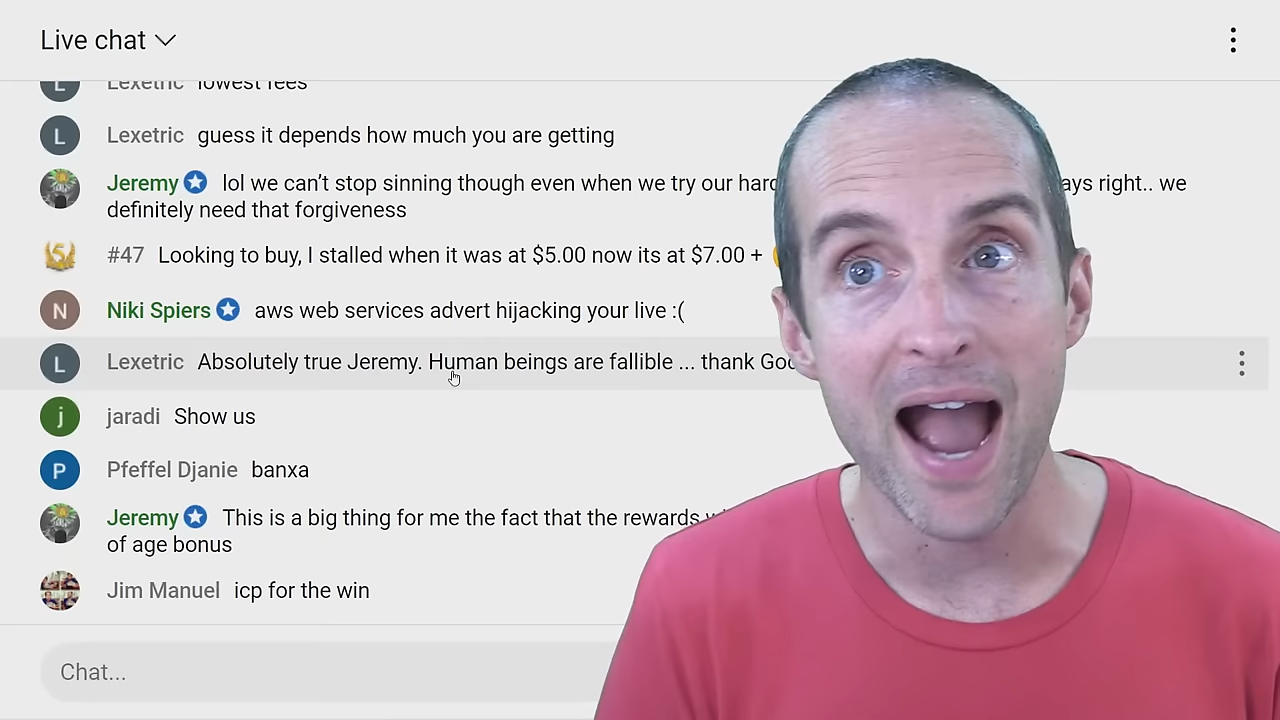 Live chat
Lexetric lowest fees
L
Lexetric guess it depends how much you are getting
Jeremy lol we can’t stop sinning though even when we try our right.. we
definitely need that forgiveness
5 #47 Looking to buy, I stalled when it was at $5.00 now its at $7.00 +
N Niki Spiers aws web services advert hijacking your live :(
L Lexetric Absolutely true Jeremy. Human beings are fallible ... thank
j jaradi Show us
P Pfeffel Djanie banxa
Jeremy This is a big thing for me the fact that the rewards
of age bonus
Jim Manuel icp for the win
Chat...